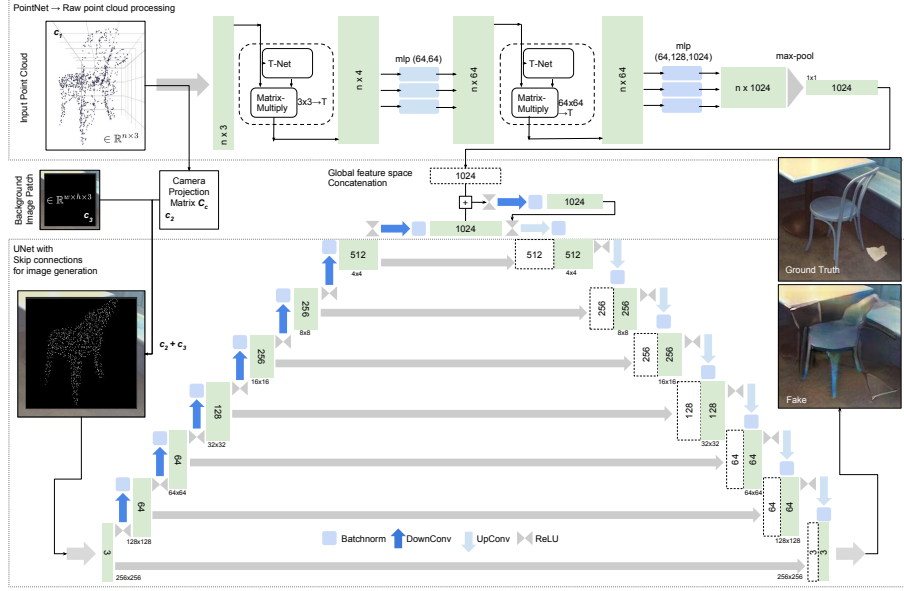 PointNet → Raw point cloud processing
Input Point Cloud
c1
∈ ℝ^{n×3}
n x 3
T-Net
Matrix-
Multiply
3x3→T
n x 4
mlp (64,64)
n x 64
T-Net
Matrix-
Multiply
64x64
→T
n x 64
mlp
(64,128,1024)
n x 1024
max-pool
1x1
1024
Background
Image Patch
∈ ℝ^{w×h×3}
c3
Camera
Projection
Matrix Cc
c2
Global feature space
Concatenation
1024
+
1024
1024
UNet with
Skip connections
for image generation
c2 + c3
512
4x4
512
512
4x4
256
8x8
256
256
8x8
256
16x16
256
256
16x16
128
32x32
128
128
32x32
64
64x64
64
64
64x64
64
128x128
64
64
128x128
3
256x256
3
3
256x256
Batchnorm
DownConv
UpConv
ReLU
Ground Truth
Fake